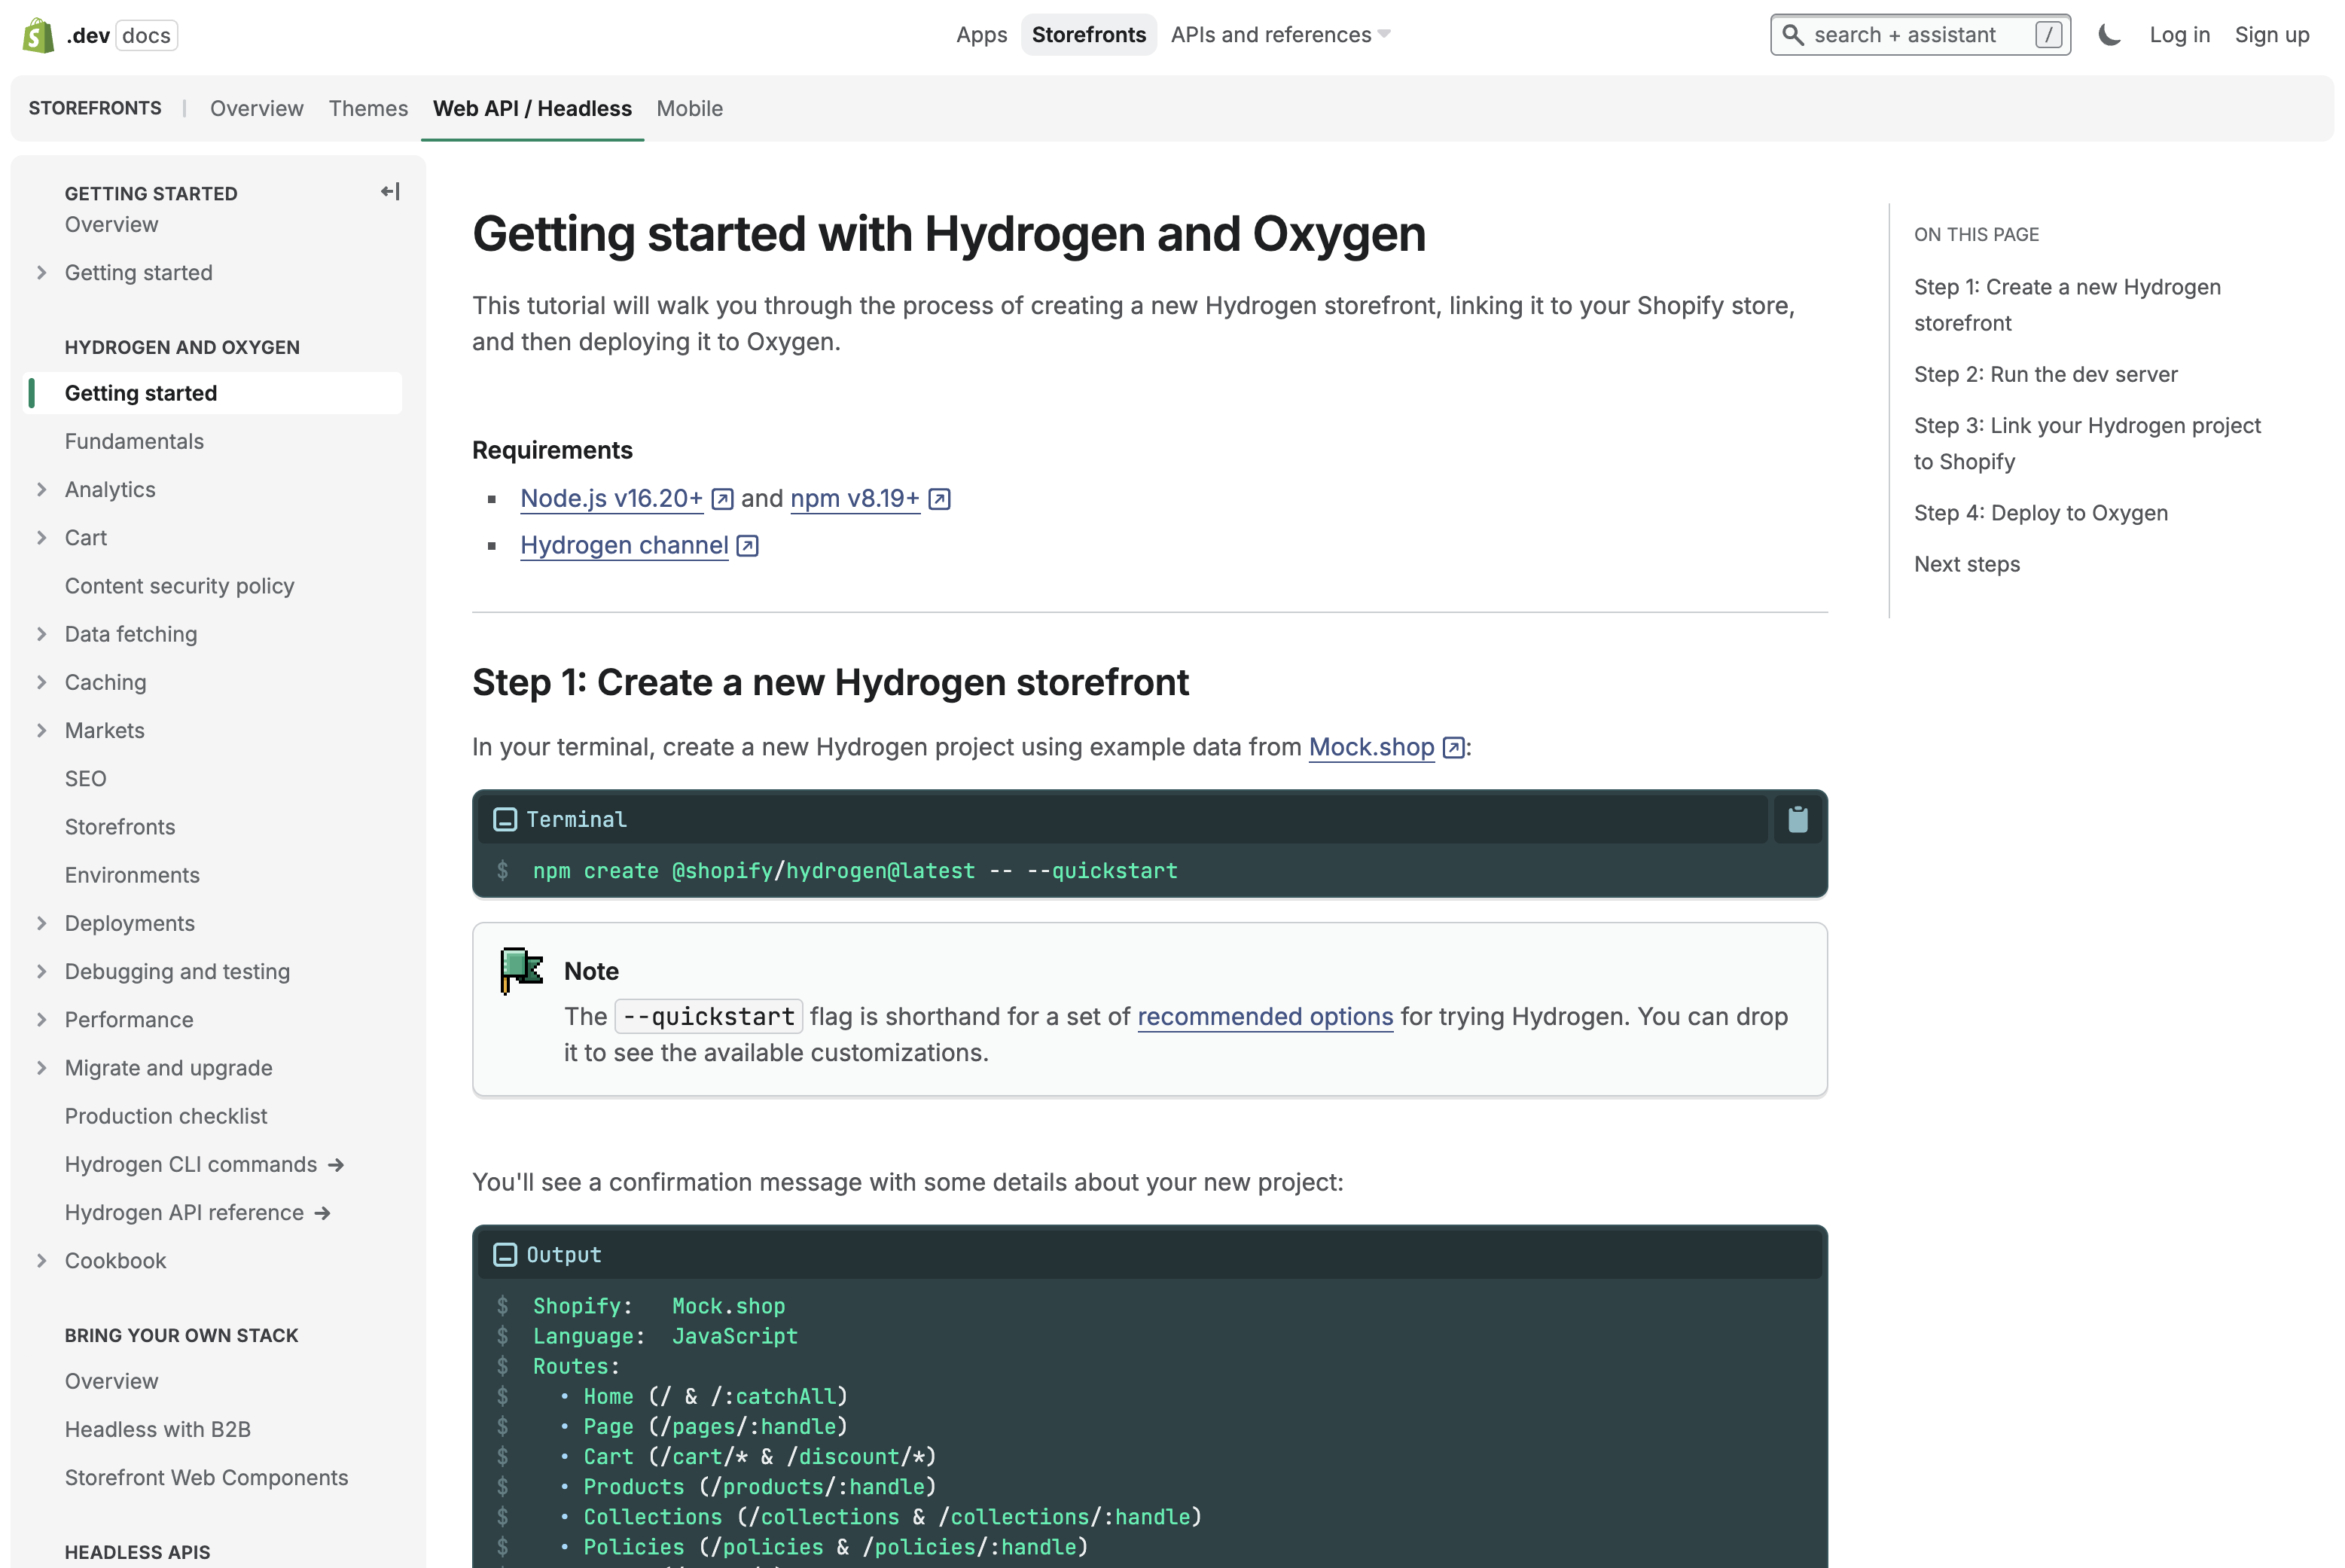 .dev docs
Apps Storefronts APIs and references
search + assistant /
Log in Sign up
STOREFRONTS | Overview Themes Web API / Headless Mobile
GETTING STARTED
Overview
Getting started
HYDROGEN AND OXYGEN
Getting started
Fundamentals
Analytics
Cart
Content security policy
Data fetching
Caching
Markets
SEO
Storefronts
Environments
Deployments
Debugging and testing
Performance
Migrate and upgrade
Production checklist
Hydrogen CLI commands →
Hydrogen API reference →
Cookbook
BRING YOUR OWN STACK
Overview
Headless with B2B
Storefront Web Components
HEADLESS APIS
Getting started with Hydrogen and Oxygen
This tutorial will walk you through the process of creating a new Hydrogen storefront, linking it to your Shopify store,
and then deploying it to Oxygen.
Requirements
▪ Node.js v16.20+ and npm v8.19+
▪ Hydrogen channel
Step 1: Create a new Hydrogen storefront
In your terminal, create a new Hydrogen project using example data from Mock.shop :
Terminal
$ npm create @shopify/hydrogen@latest -- --quickstart
Note
The --quickstart flag is shorthand for a set of recommended options for trying Hydrogen. You can drop
it to see the available customizations.
You'll see a confirmation message with some details about your new project:
Output
$ Shopify: Mock.shop
$ Language: JavaScript
$ Routes:
$ • Home (/ & /:catchAll)
$ • Page (/pages/:handle)
$ • Cart (/cart/* & /discount/*)
$ • Products (/products/:handle)
$ • Collections (/collections & /collections/:handle)
$ • Policies (/policies & /policies/:handle)
ON THIS PAGE
Step 1: Create a new Hydrogen
storefront
Step 2: Run the dev server
Step 3: Link your Hydrogen project
to Shopify
Step 4: Deploy to Oxygen
Next steps